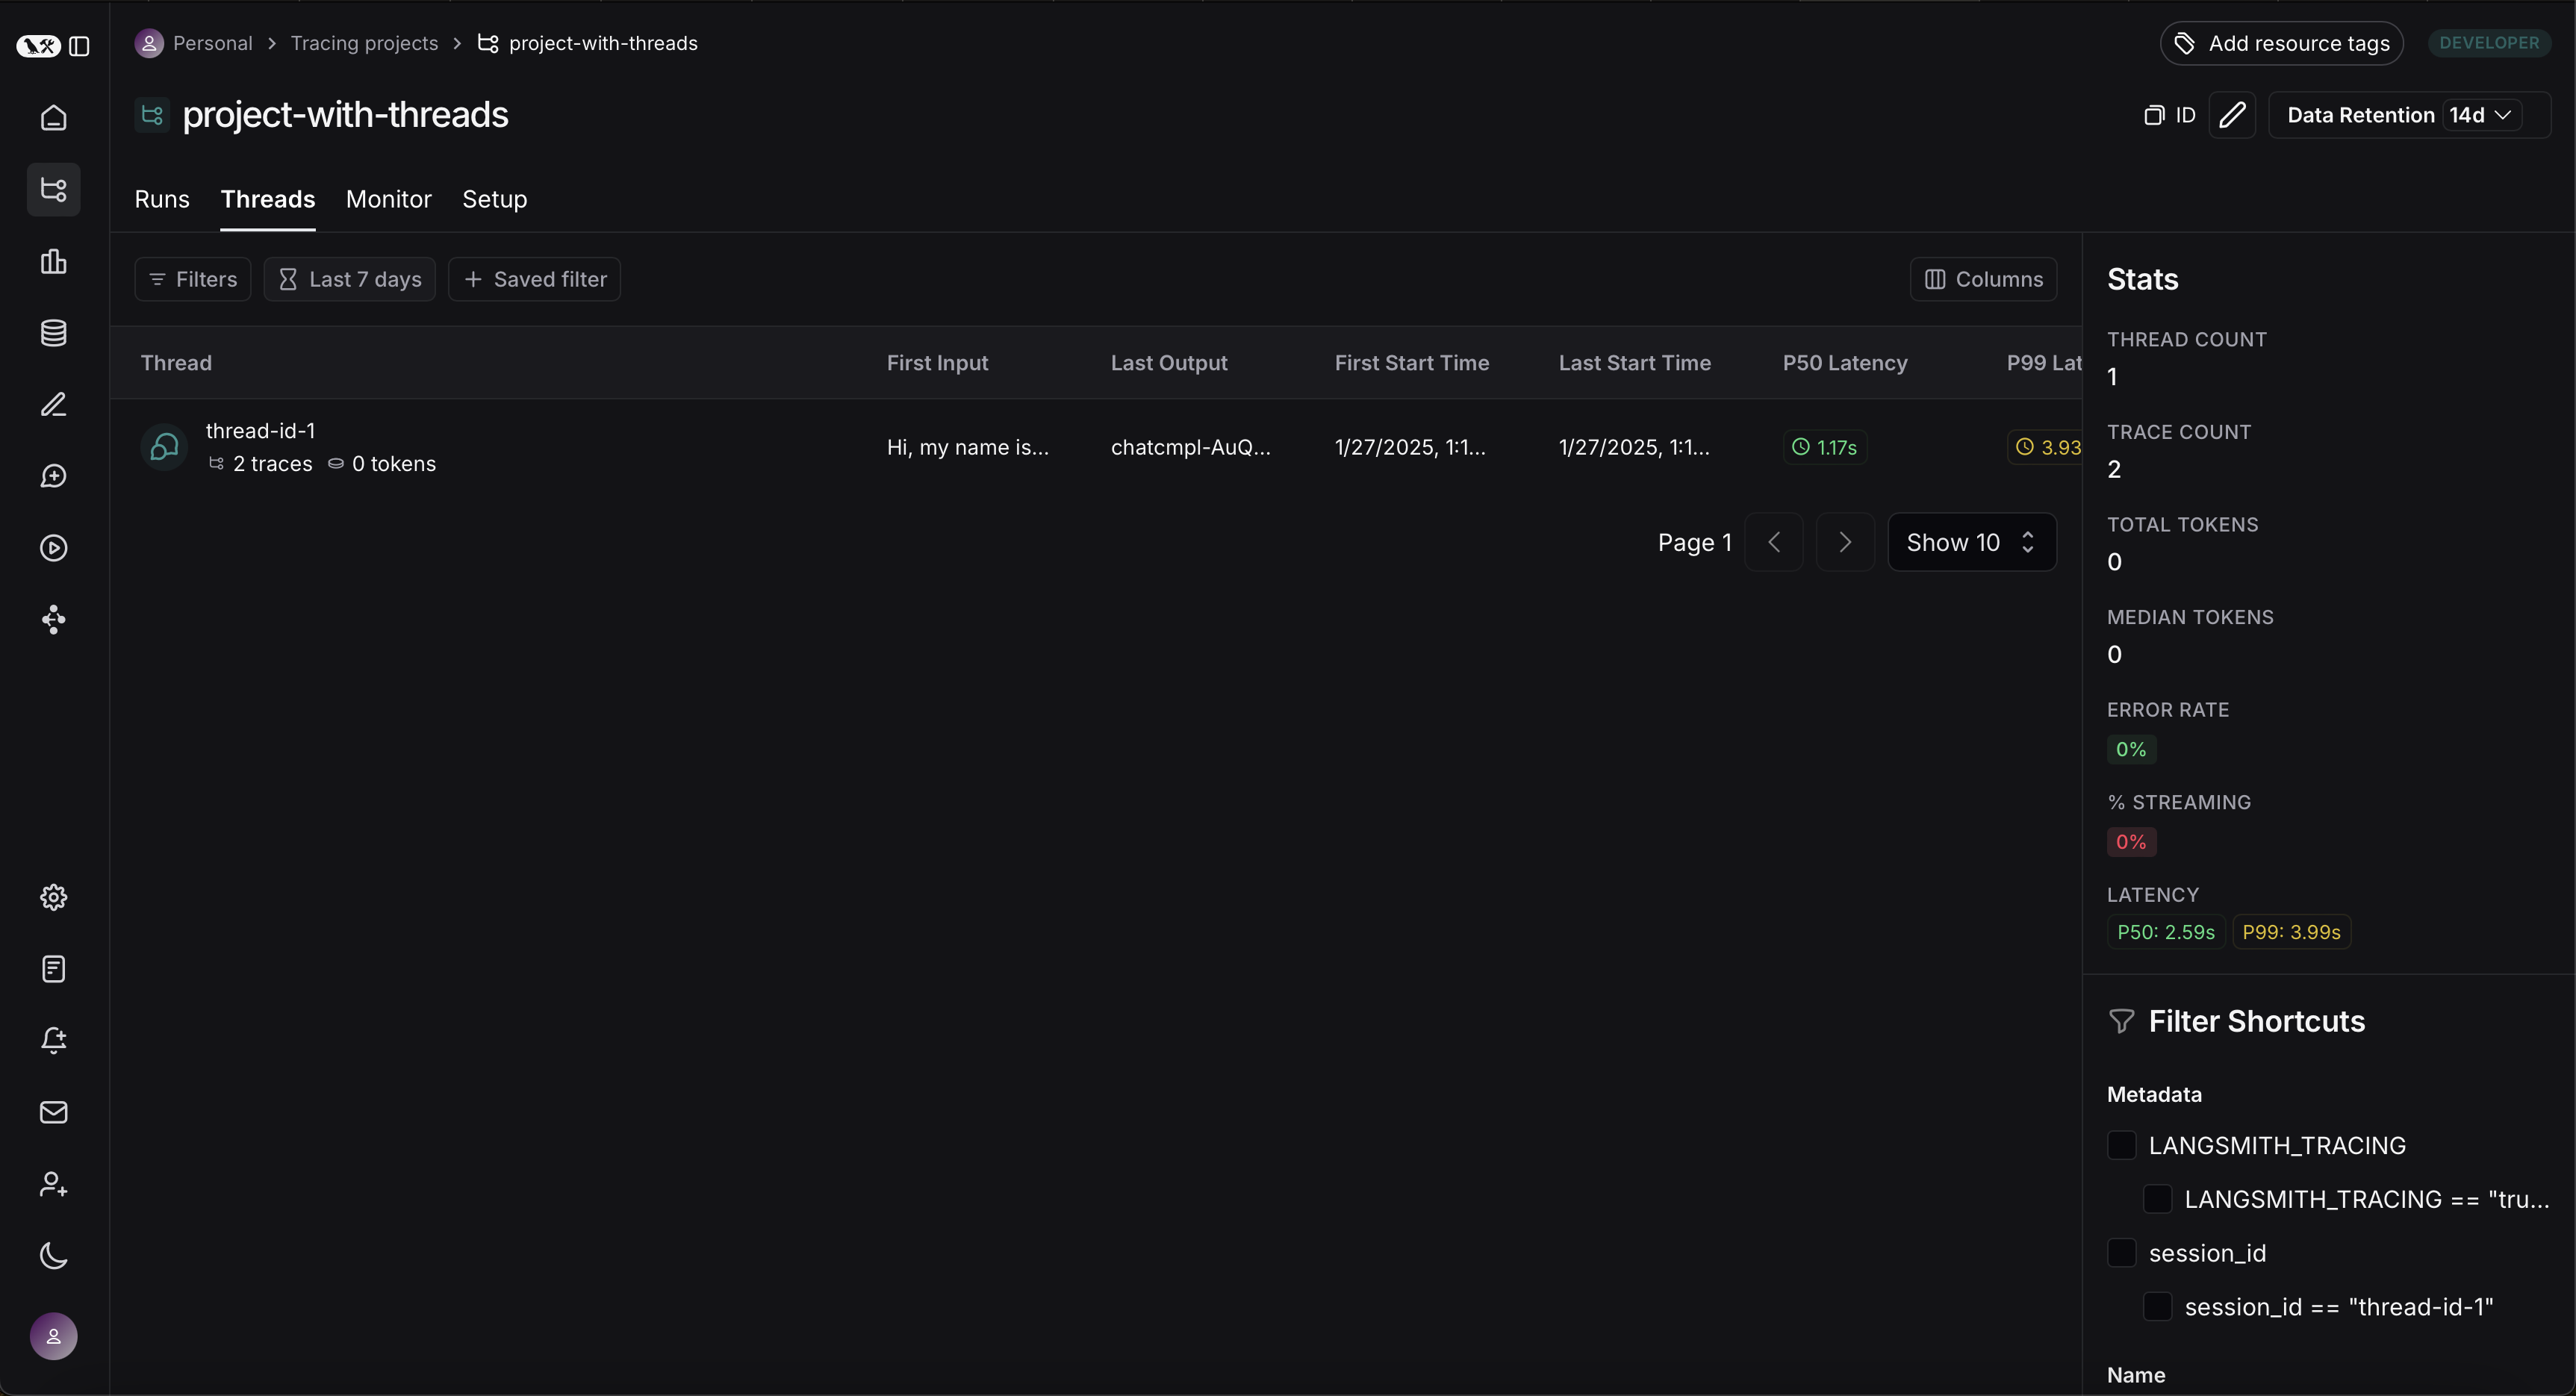 Personal > Tracing projects > project-with-threads
Add resource tags
DEVELOPER
project-with-threads
ID
Data Retention 14d
Runs Threads Monitor Setup
Filters Last 7 days + Saved filter
Columns
Thread First Input Last Output First Start Time Last Start Time P50 Latency P99 Lat
thread-id-1
2 traces 0 tokens
Hi, my name is... chatcmpl-AuQ... 1/27/2025, 1:1... 1/27/2025, 1:1... 1.17s 3.93
Page 1
Show 10
Stats
THREAD COUNT
1
TRACE COUNT
2
TOTAL TOKENS
0
MEDIAN TOKENS
0
ERROR RATE
0%
% STREAMING
0%
LATENCY
P50: 2.59s P99: 3.99s
Filter Shortcuts
Metadata
LANGSMITH_TRACING
LANGSMITH_TRACING == "tru...
session_id
session_id == "thread-id-1"
Name